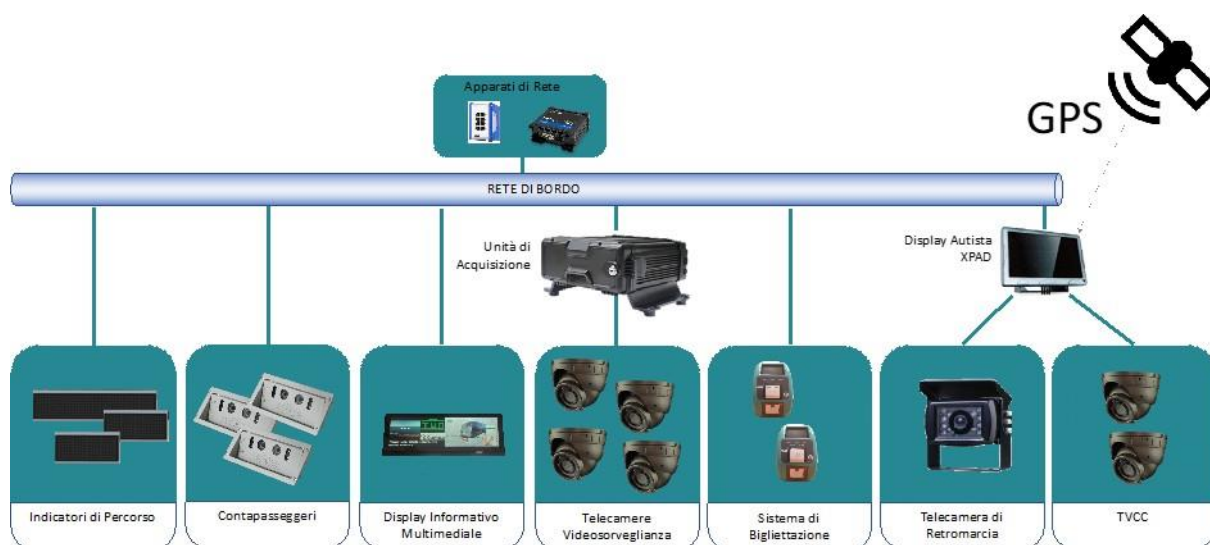 Apparati di Rete
GPS
RETE DI BORDO
Unità di
Acquisizione
Display Autista
XPAD
Indicatori di Percorso
Contapasseggeri
Display Informativo
Multimediale
Telecamere
Videosorveglianza
Sistema di
Bigliettazione
Telecamera di
Retromarcia
TVCC